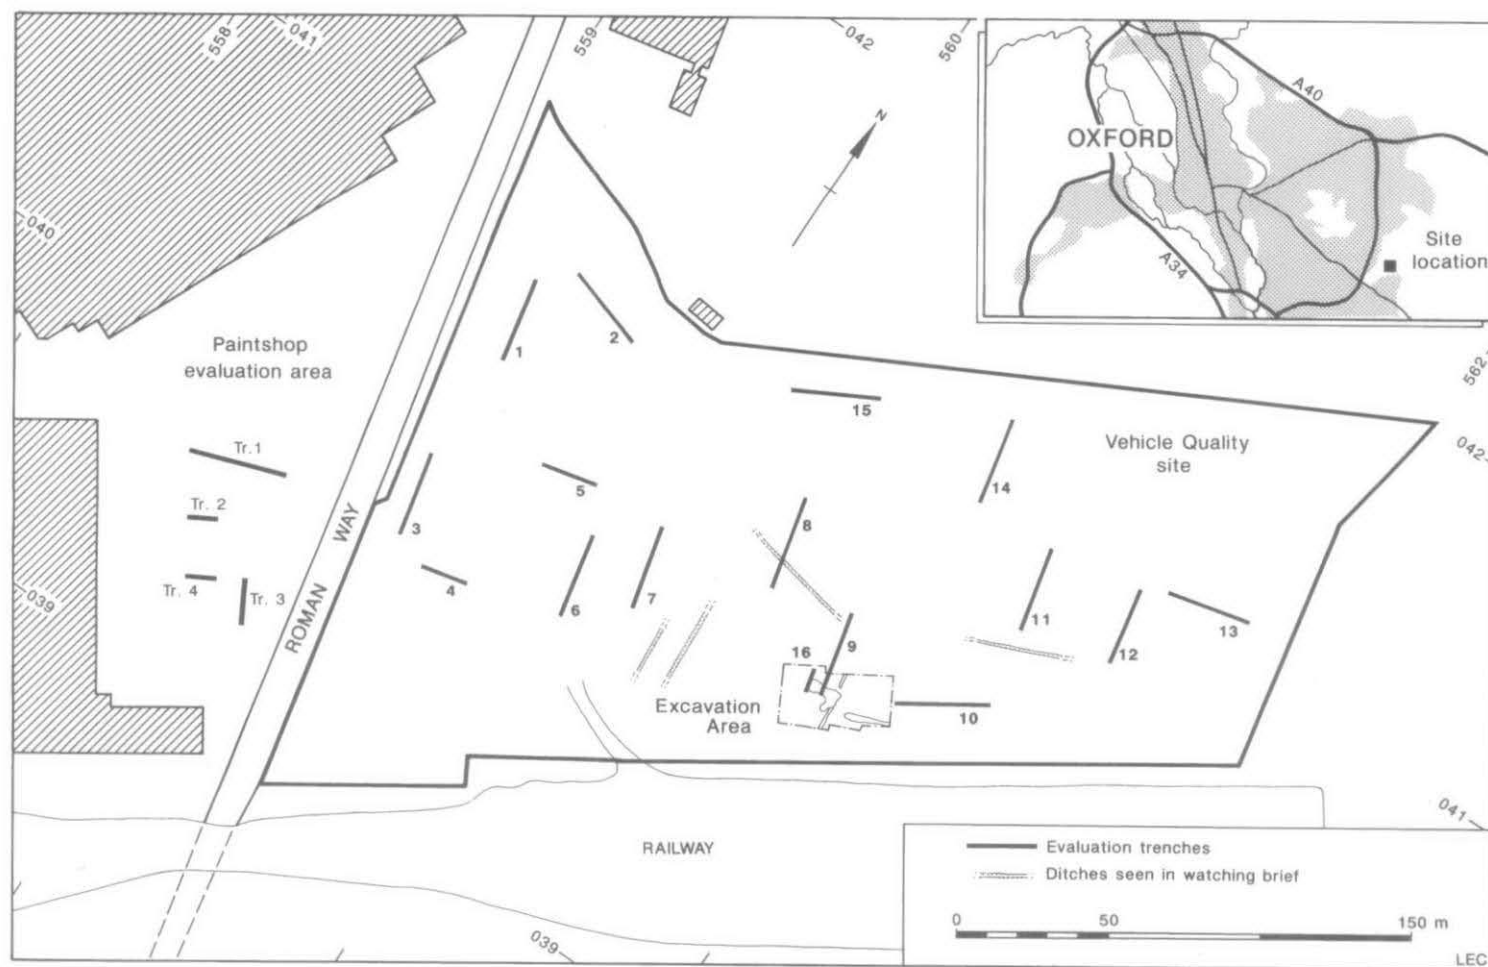 558
041
559
042
560
A40
OXFORD
Site
location
A34
N
040
Paintshop
evaluation area
1
2
562
15
Vehicle Quality
site
042
Tr.1
5
14
Tr. 2
3
8
ROMAN WAY
Tr. 4
Tr. 3
4
6
7
11
13
12
039
16
9
Excavation
Area
10
041
RAILWAY
Evaluation trenches
Ditches seen in watching brief
0 50 150 m
039
LEC